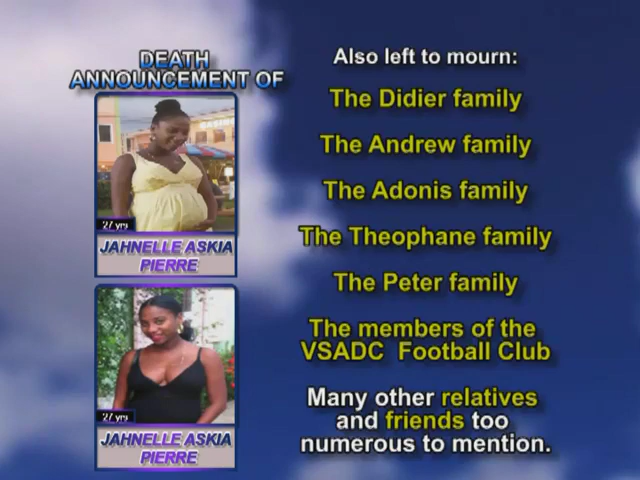 DEATH
ANNOUNCEMENT OF
27 yrs
JAHNELLE ASKIA
PIERRE
27 yrs
JAHNELLE ASKIA
PIERRE
Also left to mourn:
The Didier family
The Andrew family
The Adonis family
The Theophane family
The Peter family
The members of the
VSADC Football Club
Many other relatives
and friends too
numerous to mention.